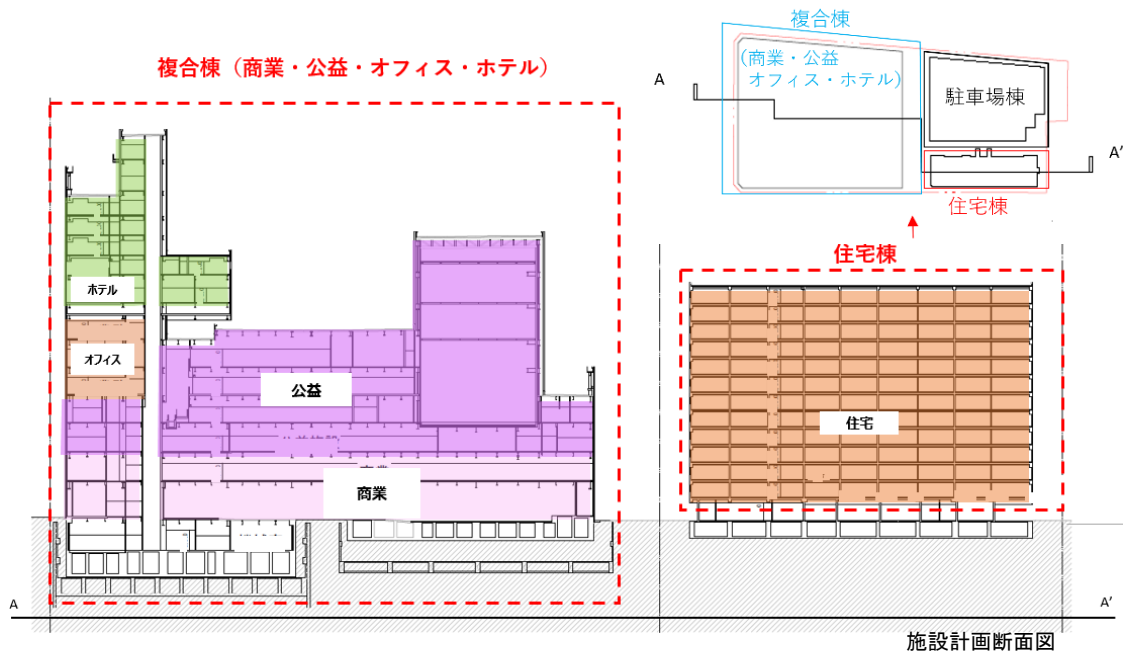 複合棟
(商業・公益
オフィス・ホテル)
A
駐車場棟
A'
住宅棟
複合棟（商業・公益・オフィス・ホテル）
住宅棟
ホテル
オフィス
公益
住宅
商業
A
A'
施設計画断面図